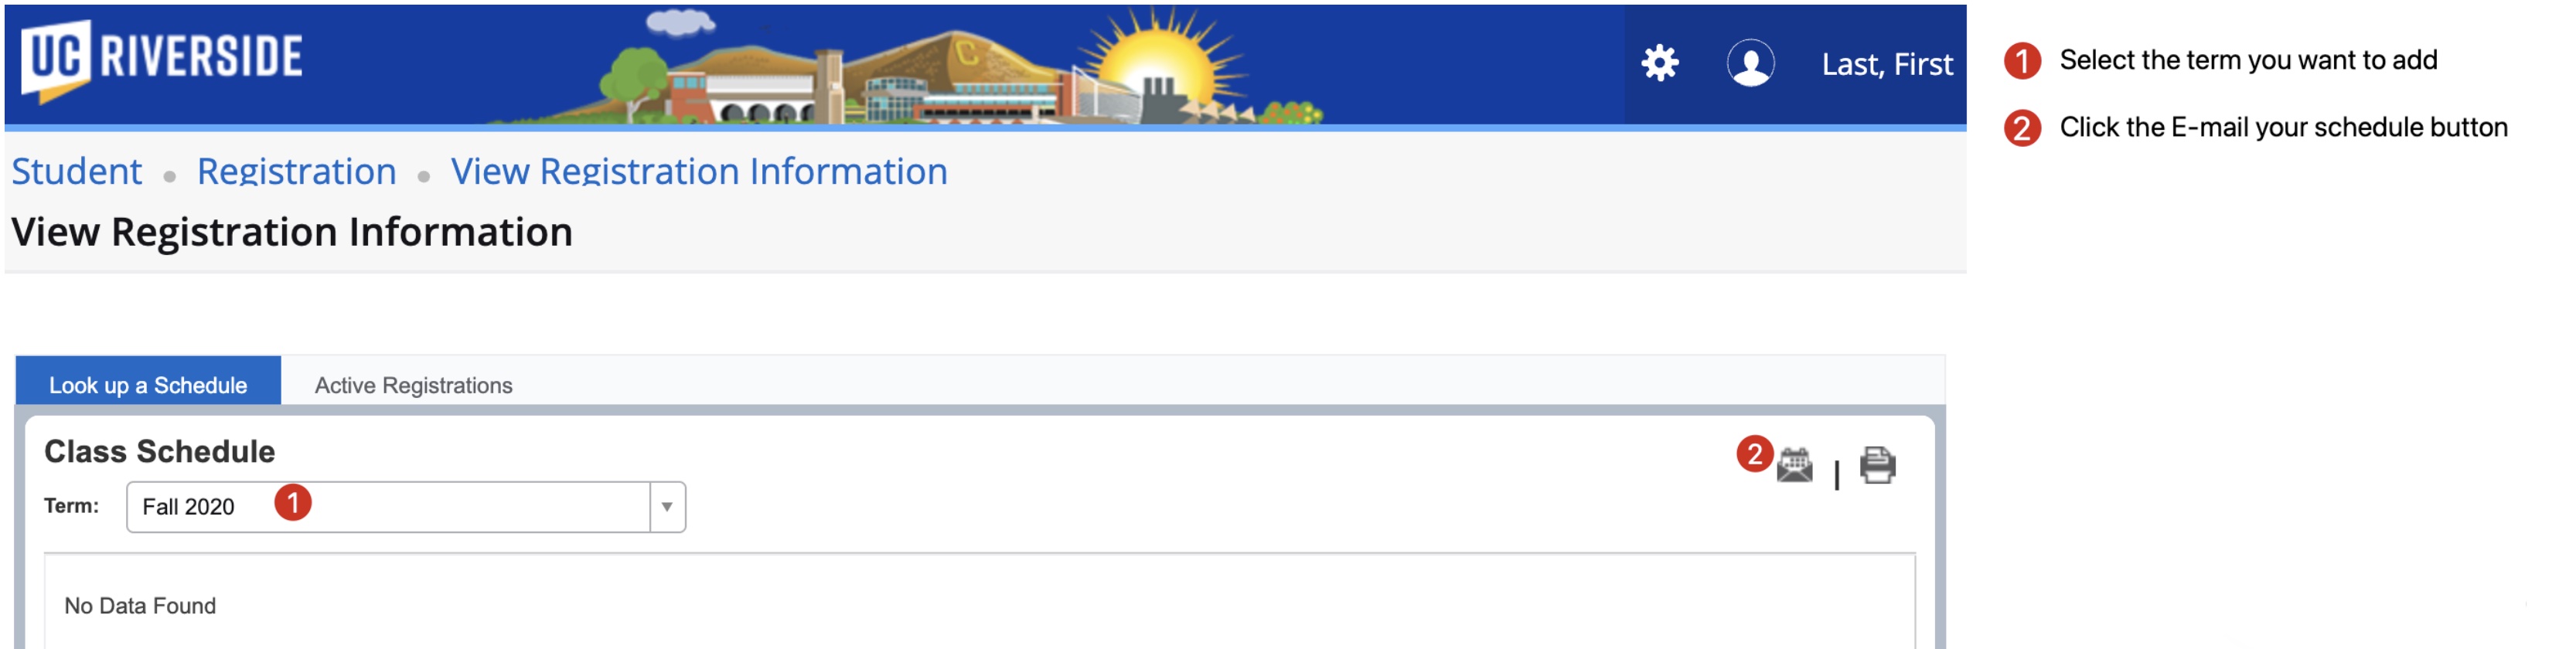 UC RIVERSIDE
C
Last, First
1 Select the term you want to add
2 Click the E-mail your schedule button
Student • Registration • View Registration Information
View Registration Information
Look up a Schedule Active Registrations
Class Schedule
2 |
Term: Fall 2020 1
No Data Found